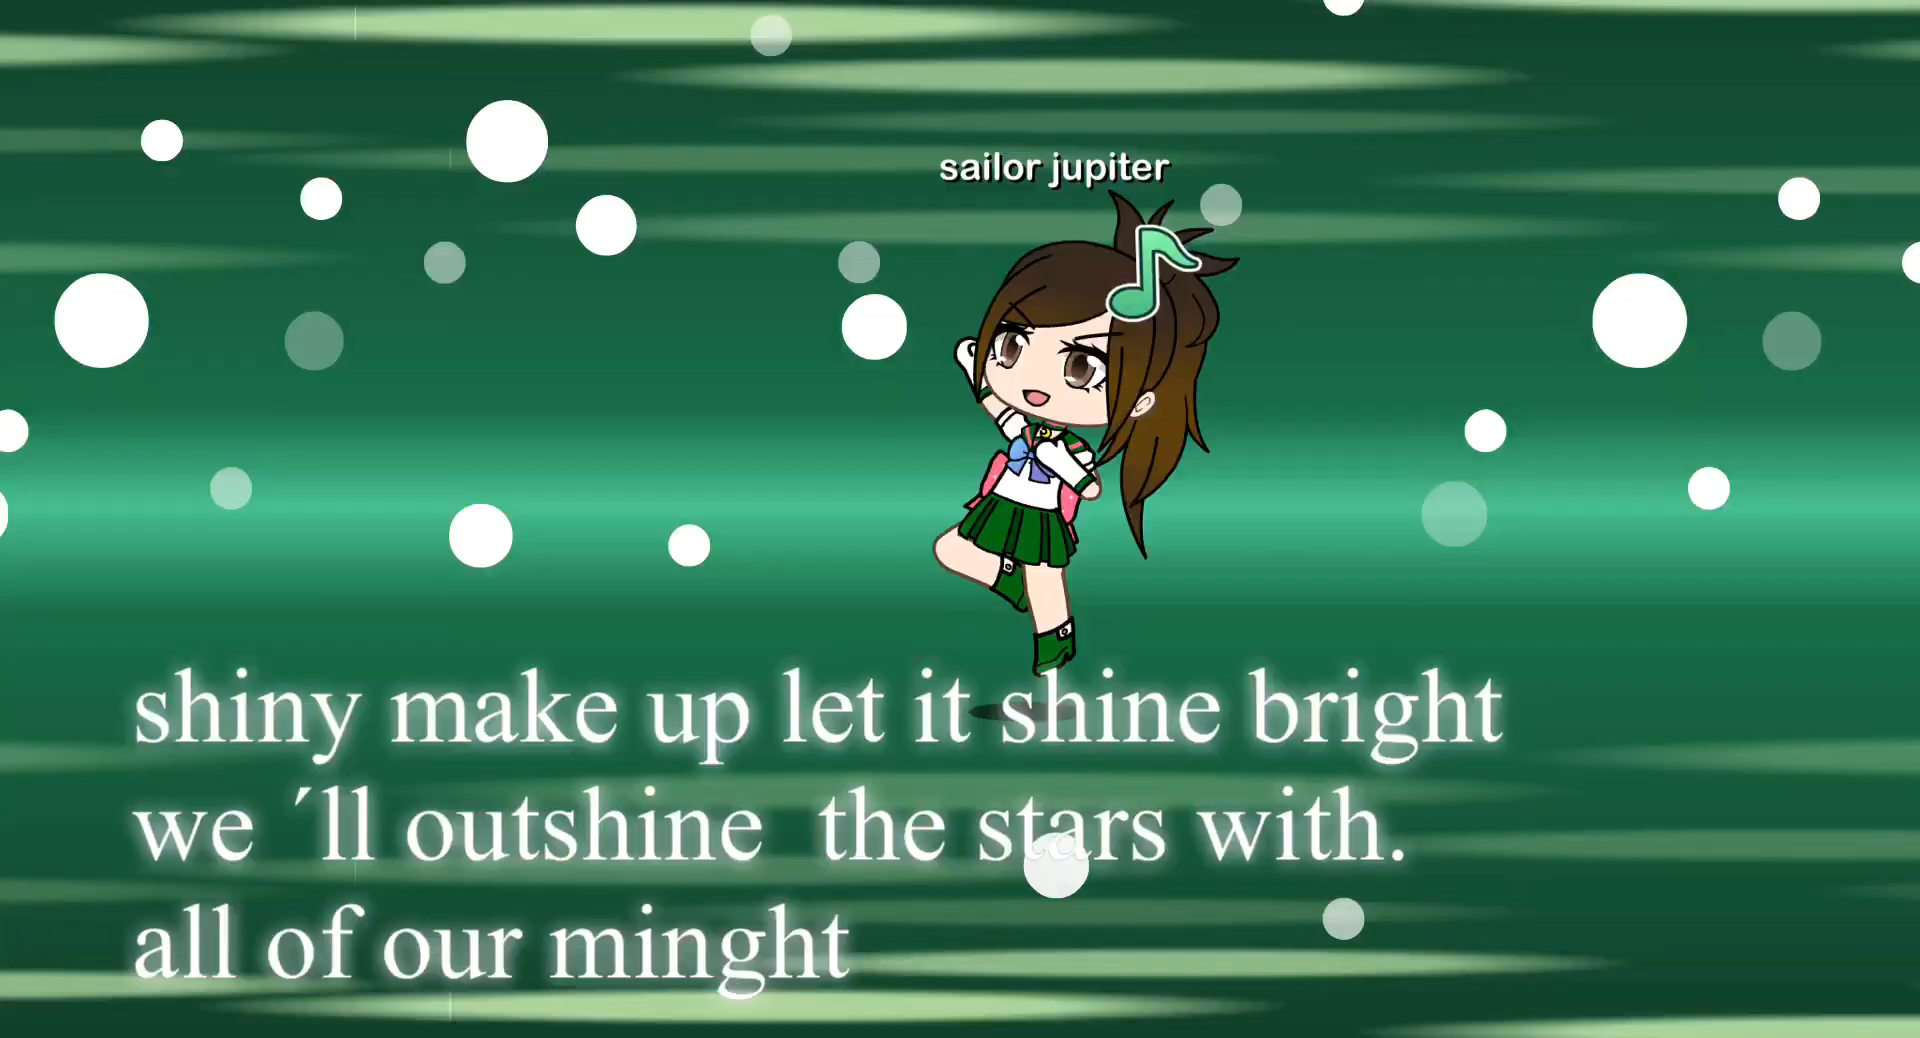 sailor jupiter
shiny make up let it shine bright
we ´ll outshine  the stars with.
all of our minght